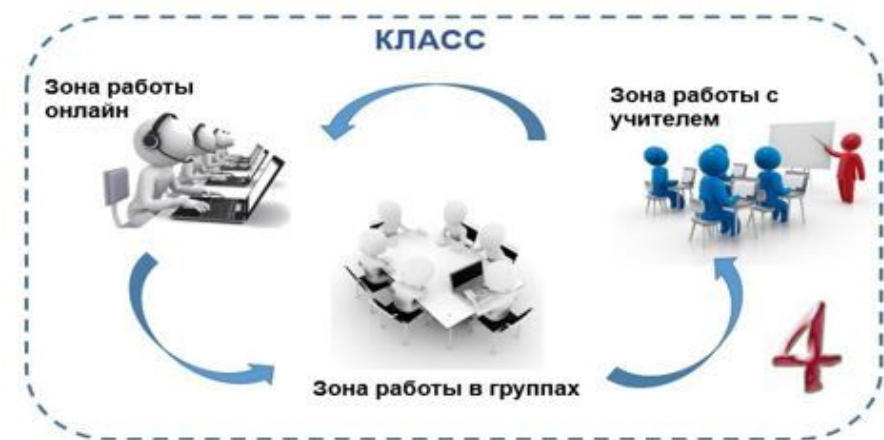 КЛАСС
Зона работы
онлайн
Зона работы с
учителем
Зона работы в группах
4